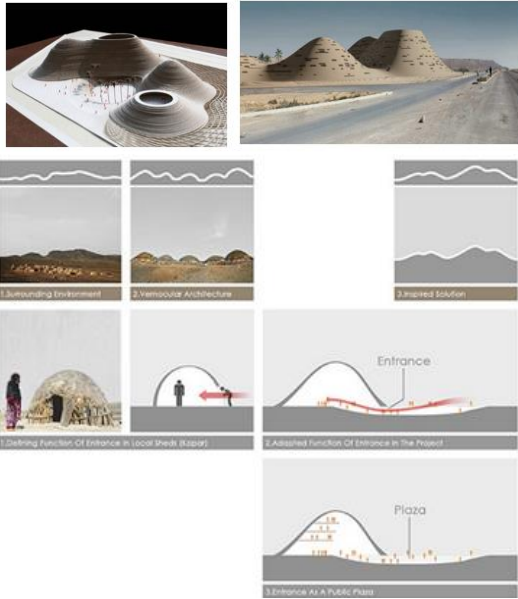 1.Surrounding Environment
2.Vernocular Architecture
3.Inspired Solution
1.Defining Function Of Entrance In Local Sheds (Kapar)
Entrance
2.Adapted Function Of Entrance In The Project
Plaza
3.Entrance As A Public Plaza